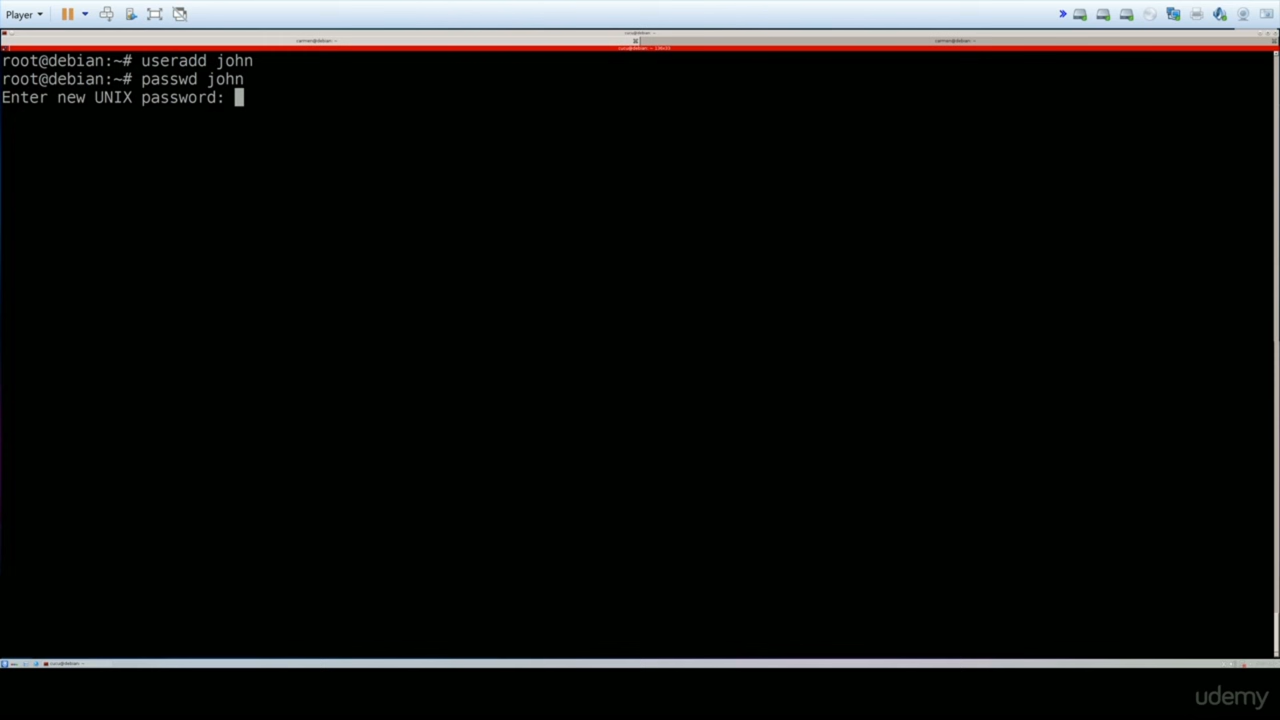 Player
root@debian:~# useradd john
root@debian:~# passwd john
Enter new UNIX password:
udemy